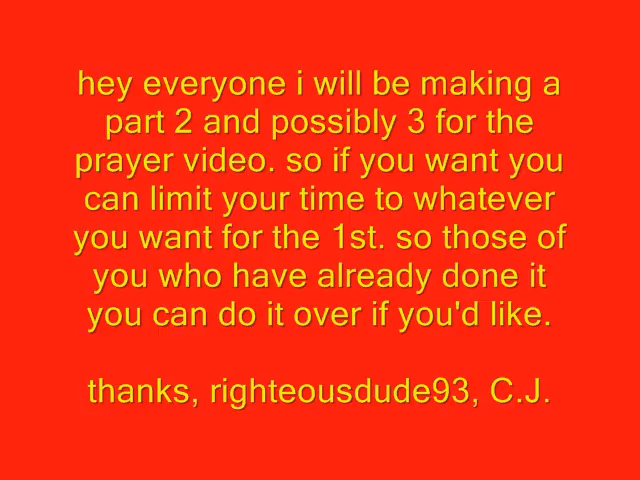 hey everyone i will be making a
part 2 and possibly 3 for the
prayer video. so if you want you
can limit your time to whatever
you want for the 1st. so those of
you who have already done it
you can do it over if you'd like.
thanks, righteousdude93, C.J.